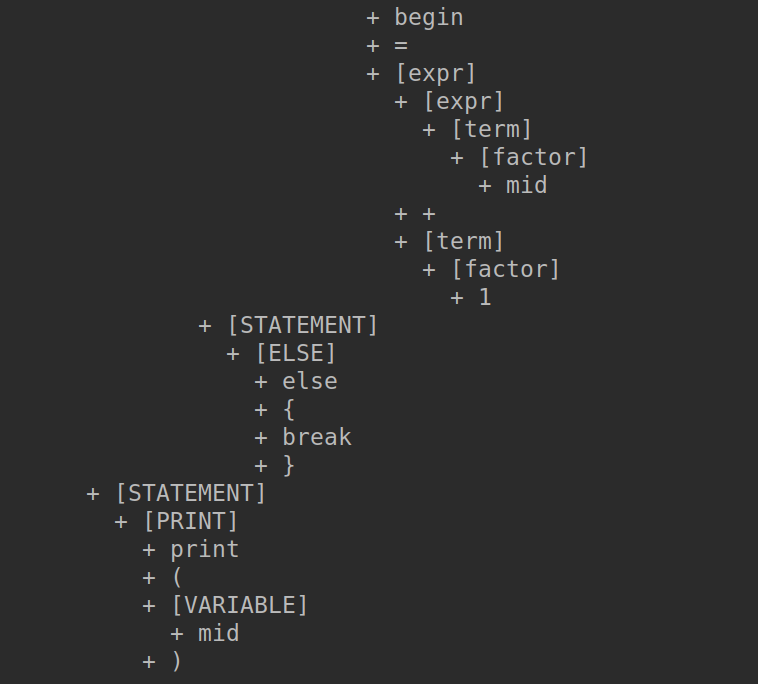 + begin
+ =
+ [expr]
+ [expr]
+ [term]
+ [factor]
+ mid
+ +
+ [term]
+ [factor]
+ 1
+ [STATEMENT]
+ [ELSE]
+ else
+ {
+ break
+ }
+ [STATEMENT]
+ [PRINT]
+ print
+ (
+ [VARIABLE]
+ mid
+ )